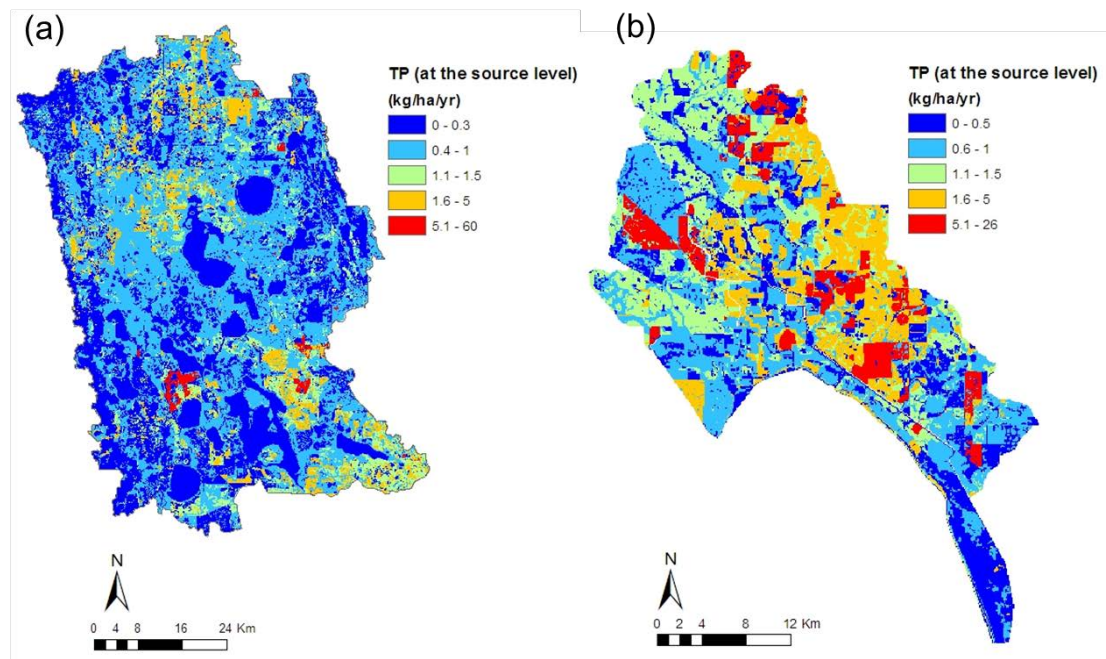 (a)
TP (at the source level)
(kg/ha/yr)
0 - 0.3
0.4 - 1
1.1 - 1.5
1.6 - 5
5.1 - 60
N
0 4 8 16 24 Km
(b)
TP (at the source level)
(kg/ha/yr)
0 - 0.5
0.6 - 1
1.1 - 1.5
1.6 - 5
5.1 - 26
N
0 2 4 8 12 Km